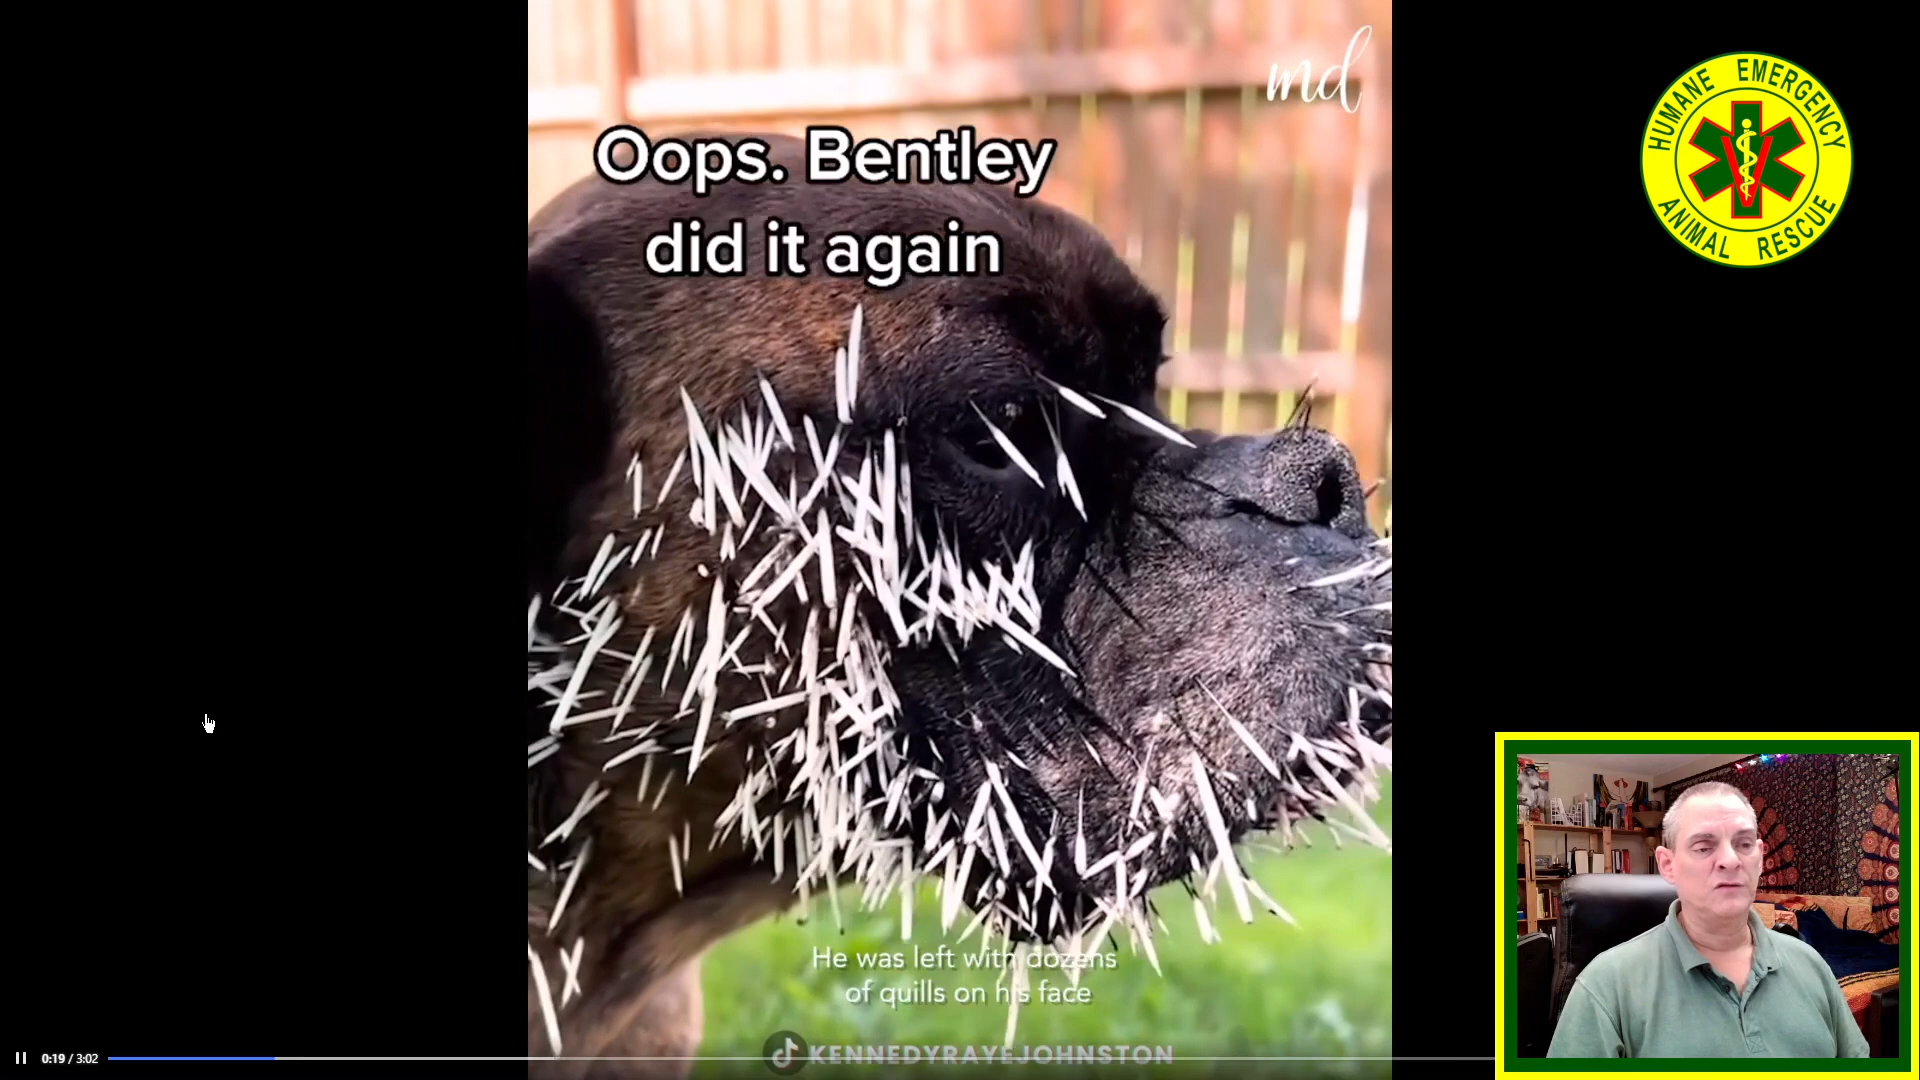 md
Oops. Bentley
did it again
He was left with dozens
of quills on his face
KENNEDYRAYEJOHNSTON
0:19 / 3:02
HUMANE EMERGENCY
ANIMAL RESCUE
V